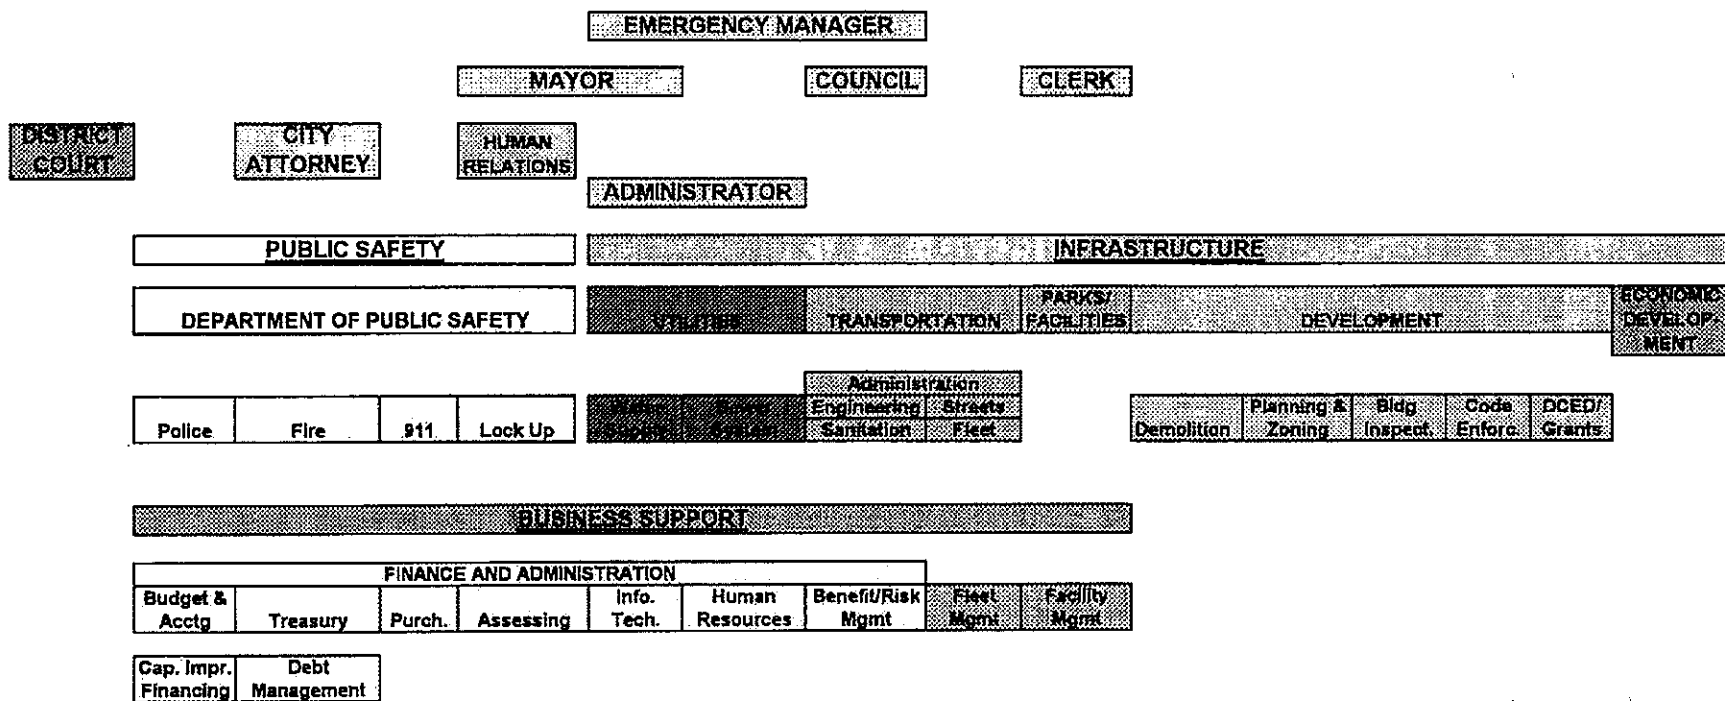 EMERGENCY MANAGER
MAYOR
COUNCIL
CLERK
DISTRICT
COURT
CITY
ATTORNEY
HUMAN
RELATIONS
ADMINISTRATOR
PUBLIC SAFETY
INFRASTRUCTURE
DEPARTMENT OF PUBLIC SAFETY
UTILITIES
TRANSPORTATION
PARKS/
FACILITIES
DEVELOPMENT
ECONOMIC
DEVELOP-
MENT
Police
Fire
911
Lock Up
Water
Supply
Sewer
System
Administration
Engineering
Streets
Sanitation
Fleet
Demolition
Planning &
Zoning
Bldg
Inspect.
Code
Enforc.
DCED/
Grants
BUSINESS SUPPORT
FINANCE AND ADMINISTRATION
Budget &
Acctg
Treasury
Purch.
Assessing
Info.
Tech.
Human
Resources
Benefit/Risk
Mgmt
Fleet
Mgmt
Facility
Mgmt
Cap. Impr.
Financing
Debt
Management